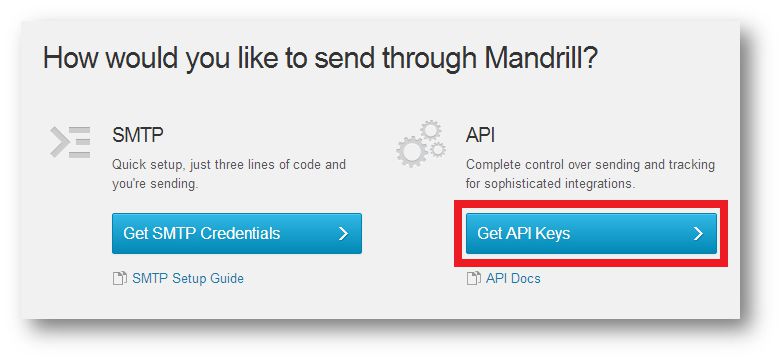 How would you like to send through Mandrill?
SMTP
Quick setup, just three lines of code and
you're sending.
Get SMTP Credentials
SMTP Setup Guide
API
Complete control over sending and tracking
for sophisticated integrations.
Get API Keys
API Docs